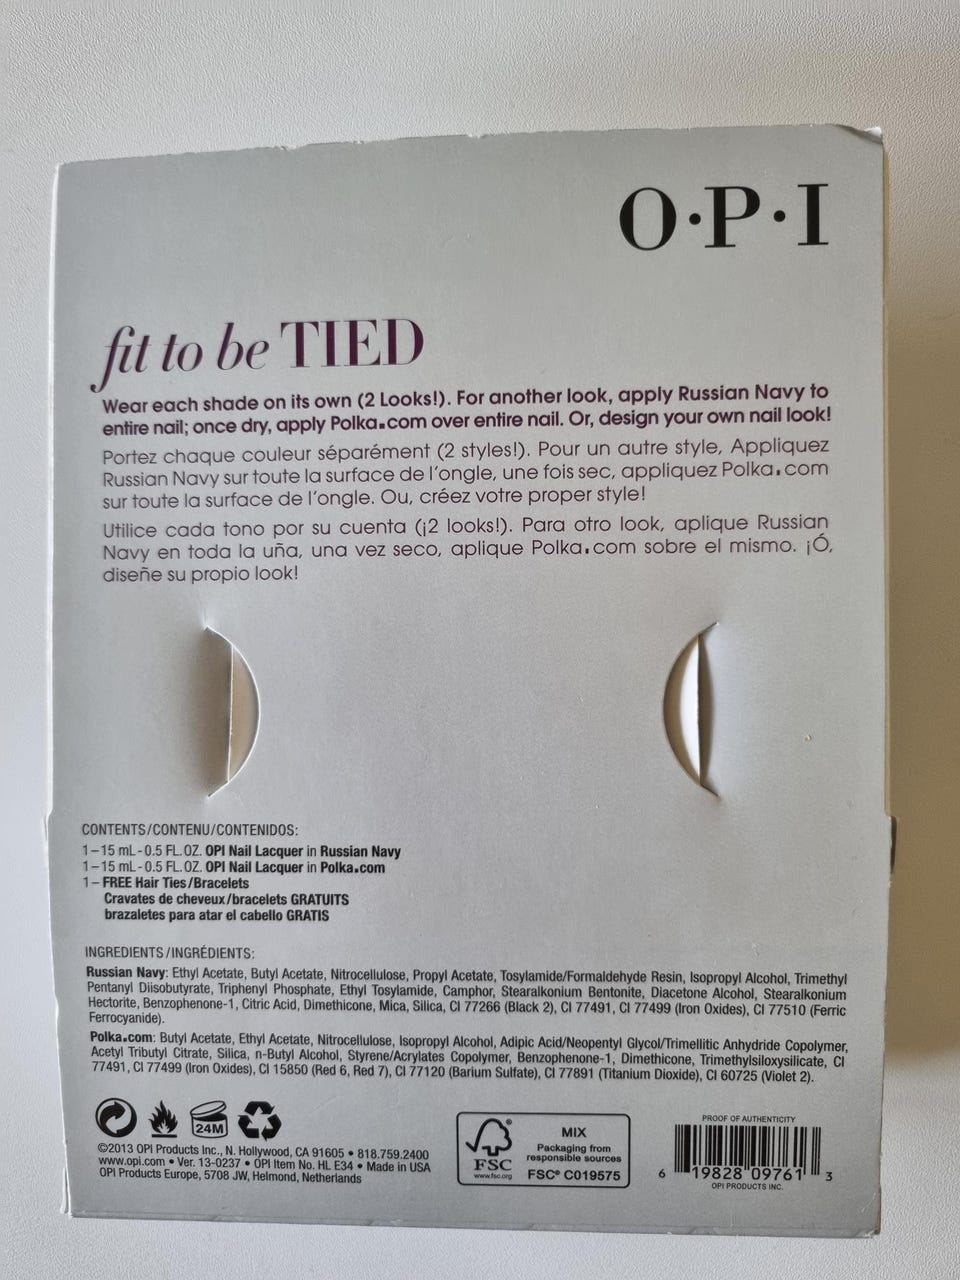 O·P·I
fit to be TIED
Wear each shade on its own (2 Looks!). For another look, apply Russian Navy to
entire nail; once dry, apply Polka.com over entire nail. Or, design your own nail look!
Portez chaque couleur séparément (2 styles!). Pour un autre style, Appliquez
Russian Navy sur toute la surface de l'ongle, une fois sec, appliquez Polka.com
sur toute la surface de l'ongle. Ou, créez votre proper style!
Utilice cada tono por su cuenta (¡2 looks!). Para otro look, aplique Russian
Navy en toda la uña, una vez seco, aplique Polka.com sobre el mismo. ¡Ó,
diseñe su propio look!
CONTENTS/CONTENU/CONTENIDOS:
1–15 mL-0.5 FL.OZ. OPI Nail Lacquer in Russian Navy
1–15 mL-0.5 FL.OZ. OPI Nail Lacquer in Polka.com
1– FREE Hair Ties/Bracelets
Cravates de cheveux/bracelets GRATUITS
brazaletes para atar el cabello GRATIS
INGREDIENTS/INGRÉDIENTS:
Russian Navy: Ethyl Acetate, Butyl Acetate, Nitrocellulose, Propyl Acetate, Tosylamide/Formaldehyde Resin, Isopropyl Alcohol, Trimethyl
Pentanyl Diisobutyrate, Triphenyl Phosphate, Ethyl Tosylamide, Camphor, Stearalkonium Bentonite, Diacetone Alcohol, Stearalkonium
Hectorite, Benzophenone-1, Citric Acid, Dimethicone, Mica, Silica, CI 77266 (Black 2), CI 77491, CI 77499 (Iron Oxides), CI 77510 (Ferric
Ferrocyanide).
Polka.com: Butyl Acetate, Ethyl Acetate, Nitrocellulose, Isopropyl Alcohol, Adipic Acid/Neopentyl Glycol/Trimellitic Anhydride Copolymer,
Acetyl Tributyl Citrate, Silica, n-Butyl Alcohol, Styrene/Acrylates Copolymer, Benzophenone-1, Dimethicone, Trimethylsiloxysilicate, CI
77491, CI 77499 (Iron Oxides), CI 15850 (Red 6, Red 7), CI 77120 (Barium Sulfate), CI 77891 (Titanium Dioxide), CI 60725 (Violet 2).
24M
©2013 OPI Products Inc., N. Hollywood, CA 91605 • 818.759.2400
www.opi.com • Ver. 13-0237 • OPI Item No. HL E34 • Made in USA
OPI Products Europe, 5708 JW, Helmond, Netherlands
FSC
www.fsc.org
MIX
Packaging from
responsible sources
FSC® C019575
PROOF OF AUTHENTICITY
6 19828 09761 3
OPI PRODUCTS INC.